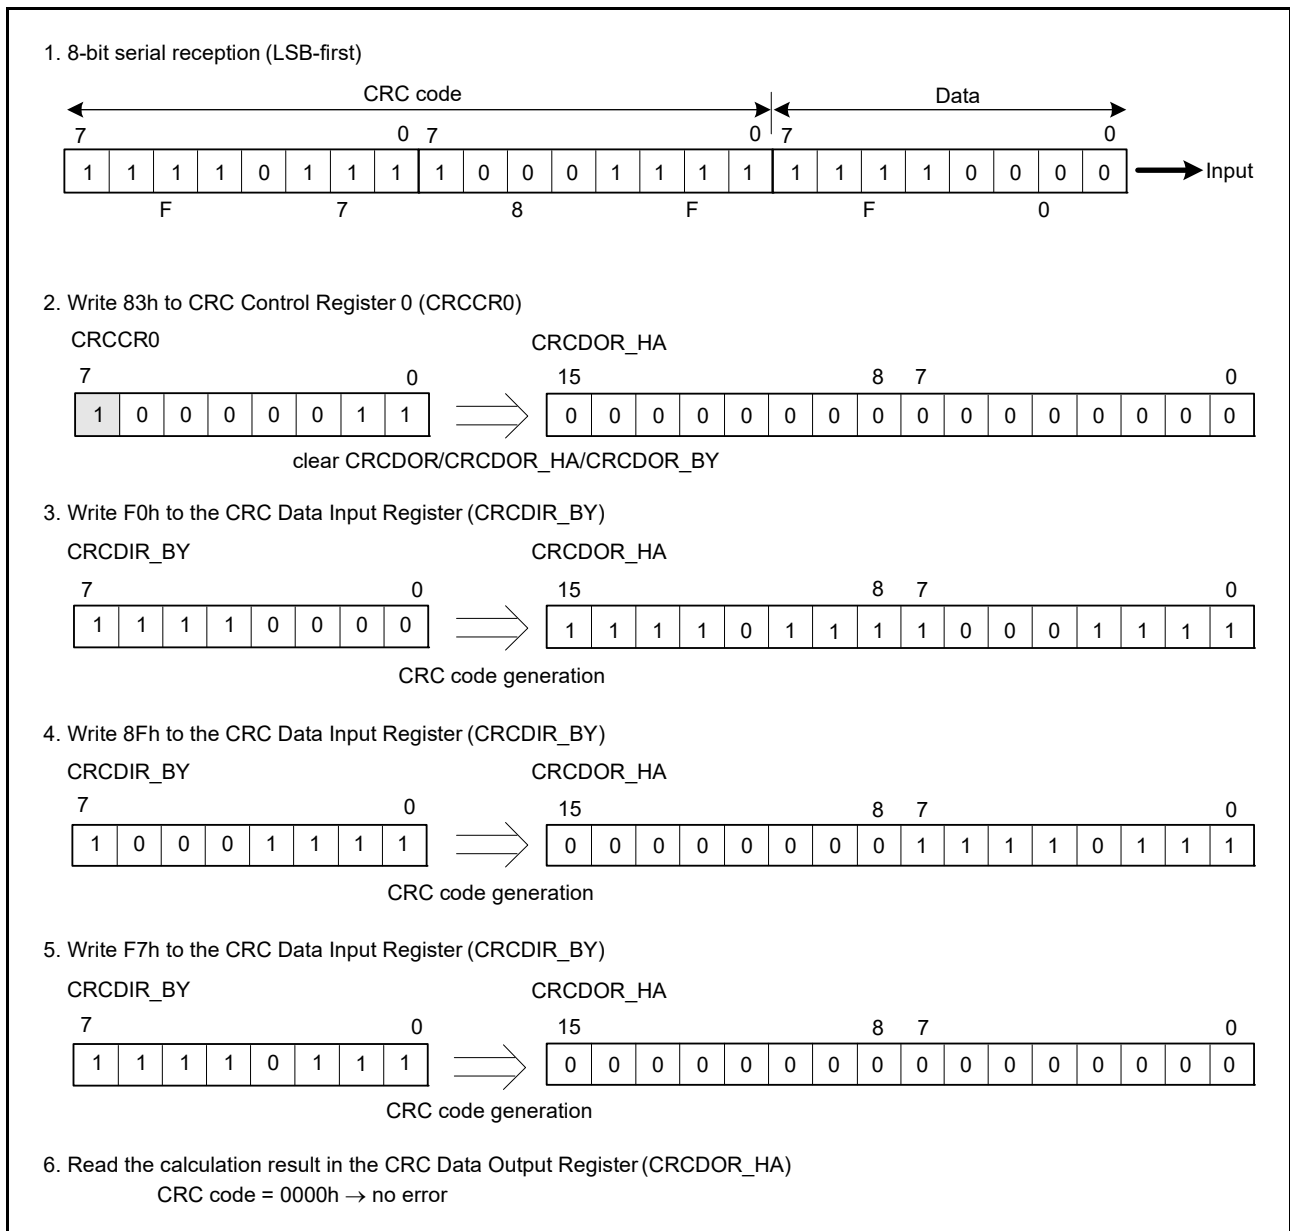 1. 8-bit serial reception (LSB-first)
CRC code Data
7 0 7 0 7 0
1 1 1 1 0 1 1 1 1 0 0 0 1 1 1 1 1 1 1 1 0 0 0 0 Input
F 7 8 F F 0
2. Write 83h to CRC Control Register 0 (CRCCR0)
CRCCR0 CRCDOR_HA
7 0 15 8 7 0
1 0 0 0 0 0 1 1 0 0 0 0 0 0 0 0 0 0 0 0 0 0 0 0
clear CRCDOR/CRCDOR_HA/CRCDOR_BY
3. Write F0h to the CRC Data Input Register (CRCDIR_BY)
CRCDIR_BY CRCDOR_HA
7 0 15 8 7 0
1 1 1 1 0 0 0 0 1 1 1 1 0 1 1 1 1 0 0 0 1 1 1 1
CRC code generation
4. Write 8Fh to the CRC Data Input Register (CRCDIR_BY)
CRCDIR_BY CRCDOR_HA
7 0 15 8 7 0
1 0 0 0 1 1 1 1 0 0 0 0 0 0 0 0 1 1 1 1 0 1 1 1
CRC code generation
5. Write F7h to the CRC Data Input Register (CRCDIR_BY)
CRCDIR_BY CRCDOR_HA
7 0 15 8 7 0
1 1 1 1 0 1 1 1 0 0 0 0 0 0 0 0 0 0 0 0 0 0 0 0
CRC code generation
6. Read the calculation result in the CRC Data Output Register (CRCDOR_HA)
CRC code = 0000h → no error